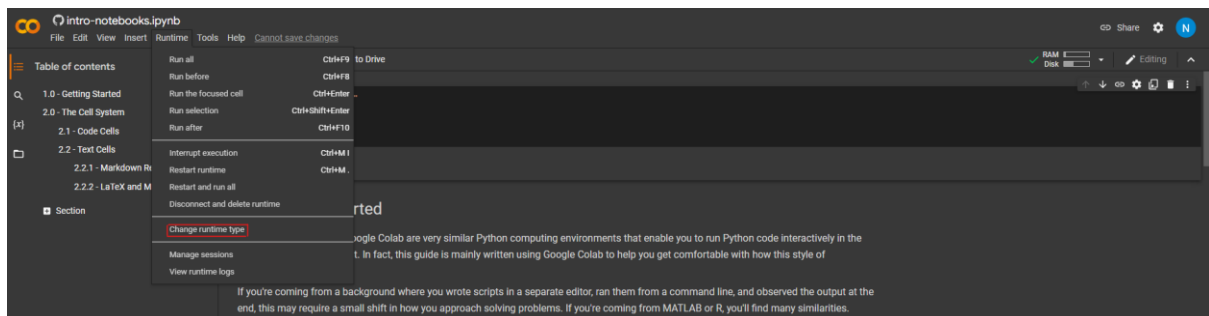 intro-notebooks.ipynb
File Edit View Insert Runtime Tools Help Cannot save changes
Share
N
Table of contents
1.0 - Getting Started
2.0 - The Cell System
{x}
2.1 - Code Cells
2.2 - Text Cells
2.2.1 - Markdown Re
2.2.2 - LaTeX and M
Section
Run all Ctrl+F9
Run before Ctrl+F8
Run the focused cell Ctrl+Enter
Run selection Ctrl+Shift+Enter
Run after Ctrl+F10
Interrupt execution Ctrl+M I
Restart runtime Ctrl+M .
Restart and run all
Disconnect and delete runtime
Change runtime type
Manage sessions
View runtime logs
to Drive
RAM
Disk
Editing
rted
oogle Colab are very similar Python computing environments that enable you to run Python code interactively in the
t. In fact, this guide is mainly written using Google Colab to help you get comfortable with how this style of
If you're coming from a background where you wrote scripts in a separate editor, ran them from a command line, and observed the output at the
end, this may require a small shift in how you approach solving problems. If you're coming from MATLAB or R, you'll find many similarities.